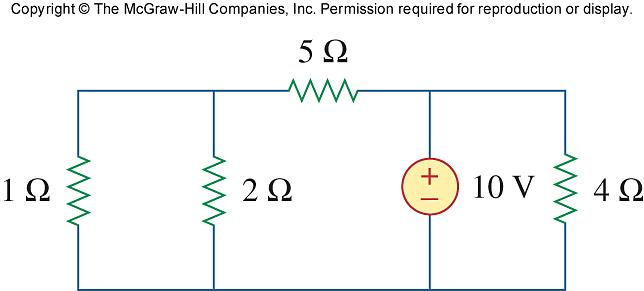 Copyright © The McGraw-Hill Companies, Inc. Permission required for reproduction or display.
5 Ω
1 Ω
2 Ω
+
−
10 V
4 Ω